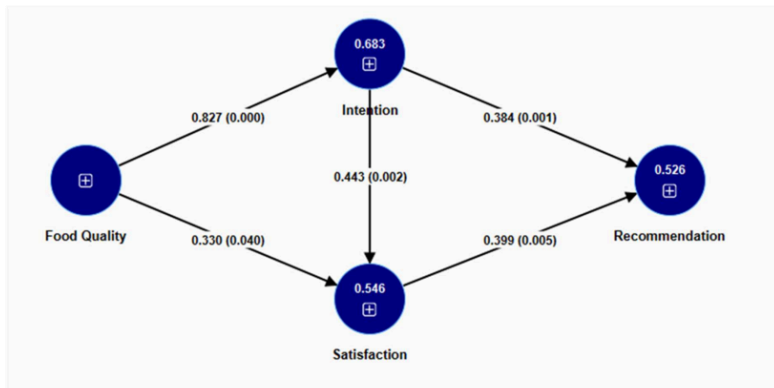 0.683
Intention
0.827 (0.000)
0.384 (0.001)
0.443 (0.002)
0.526
Food Quality
Recommendation
0.330 (0.040)
0.399 (0.005)
0.546
Satisfaction